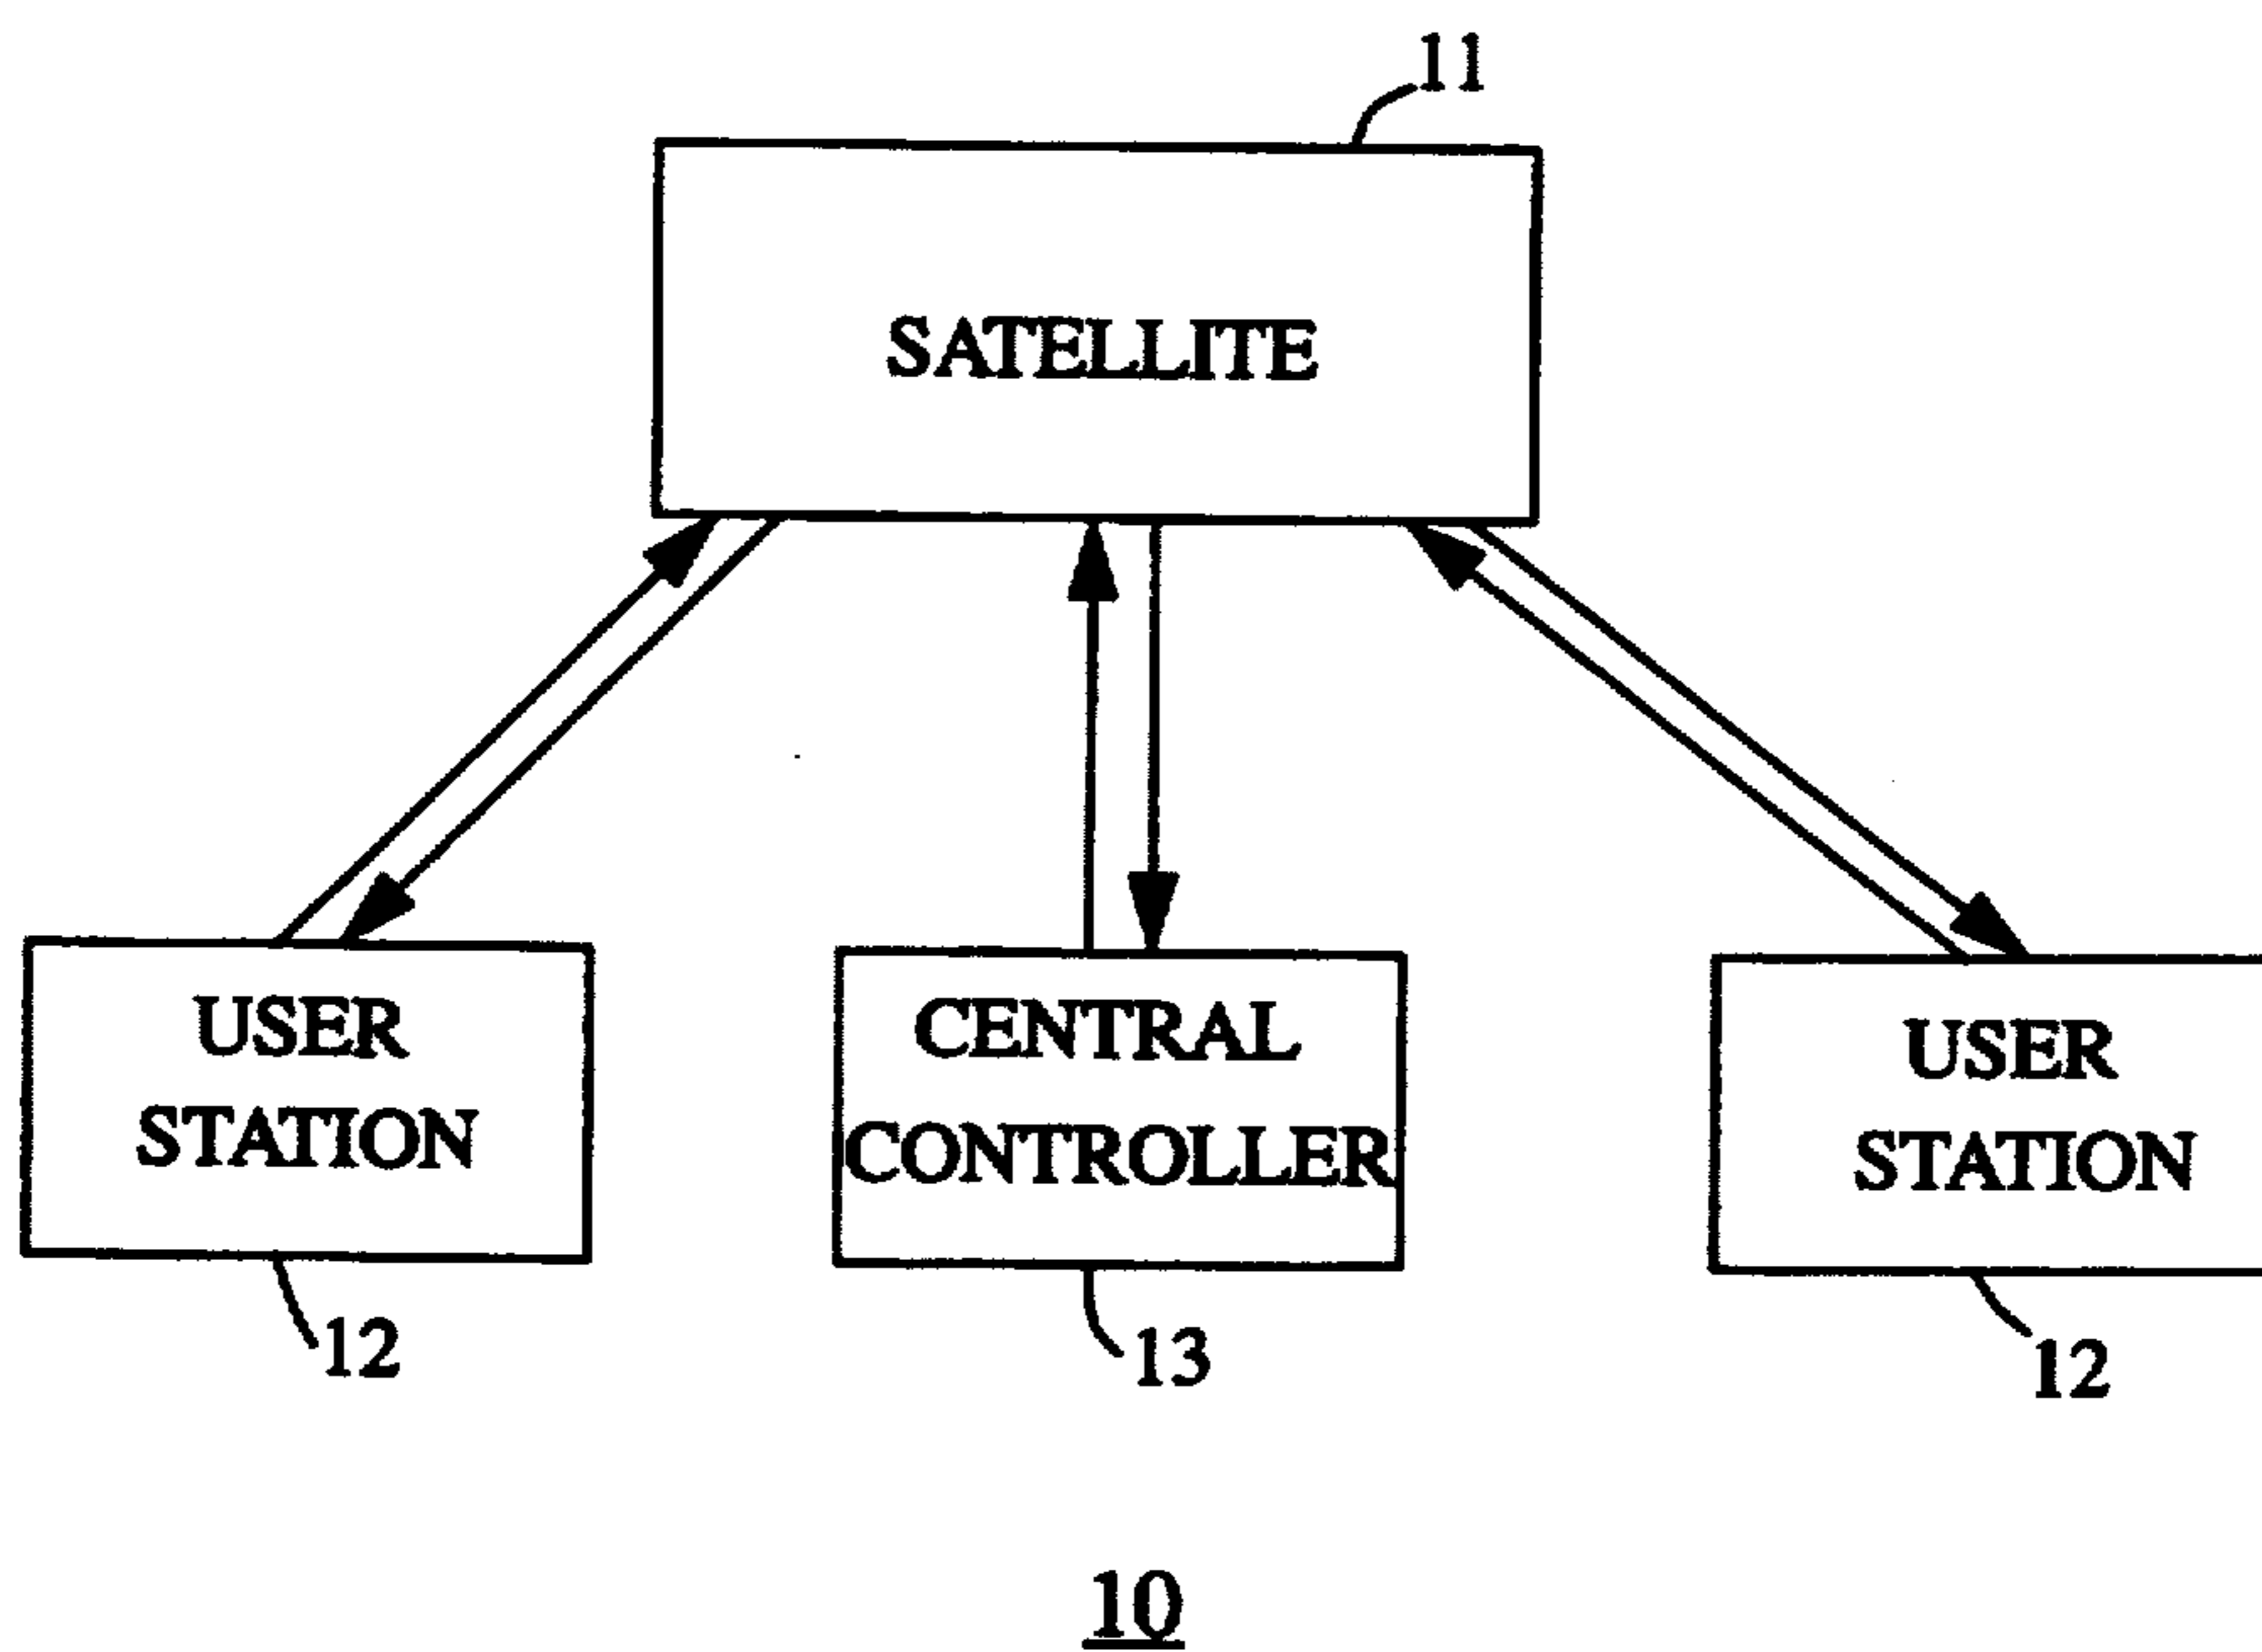 11
SATELLITE
USER
STATION
CENTRAL
CONTROLLER
USER
STATION
12
13
12
10